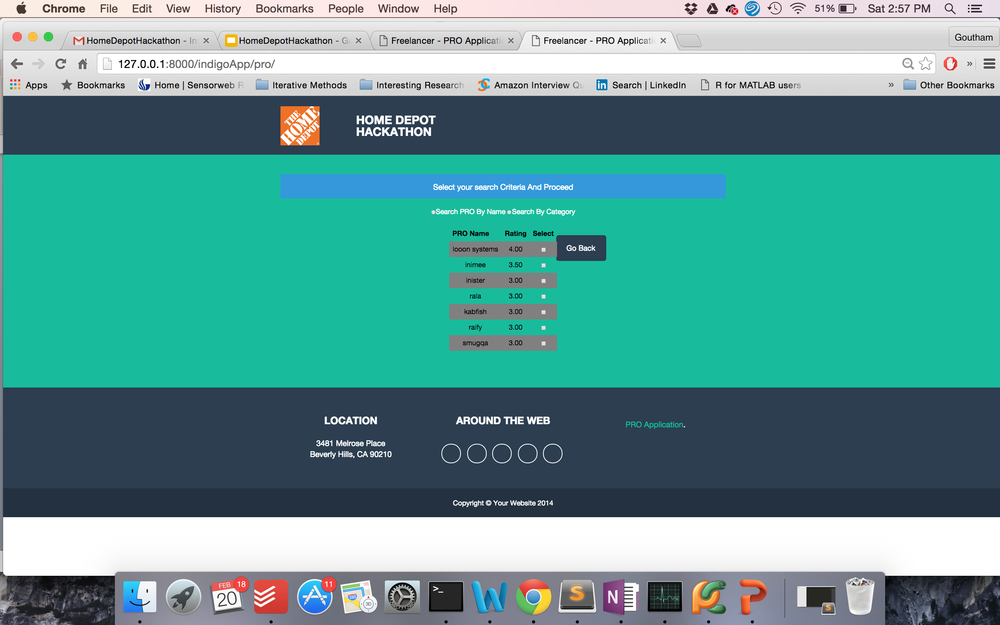 Chrome File Edit View History Bookmarks People Window Help 51% Sat 2:57 PM
HomeDepotHackathon - In HomeDepotHackathon - Go Freelancer - PRO Applicati Freelancer - PRO Applicati Goutham
127.0.0.1:8000/indigoApp/pro/
Apps Bookmarks Home | Sensorweb R Iterative Methods Interesting Research Amazon Interview Qu in Search | LinkedIn R for MATLAB users » Other Bookmarks
THE HOME DEPOT
HOME DEPOT
HACKATHON
Select your search Criteria And Proceed
Search PRO By Name Search By Category
PRO Name Rating Select
looon systems 4.00
Go Back
inimee 3.50
inister 3.00
rala 3.00
kabfish 3.00
raify 3.00
smugqa 3.00
LOCATION
3481 Melrose Place
Beverly Hills, CA 90210
AROUND THE WEB
PRO Application.
Copyright © Your Website 2014
FEB 18
20
11
280
3D
>_
W
S
N
P
S